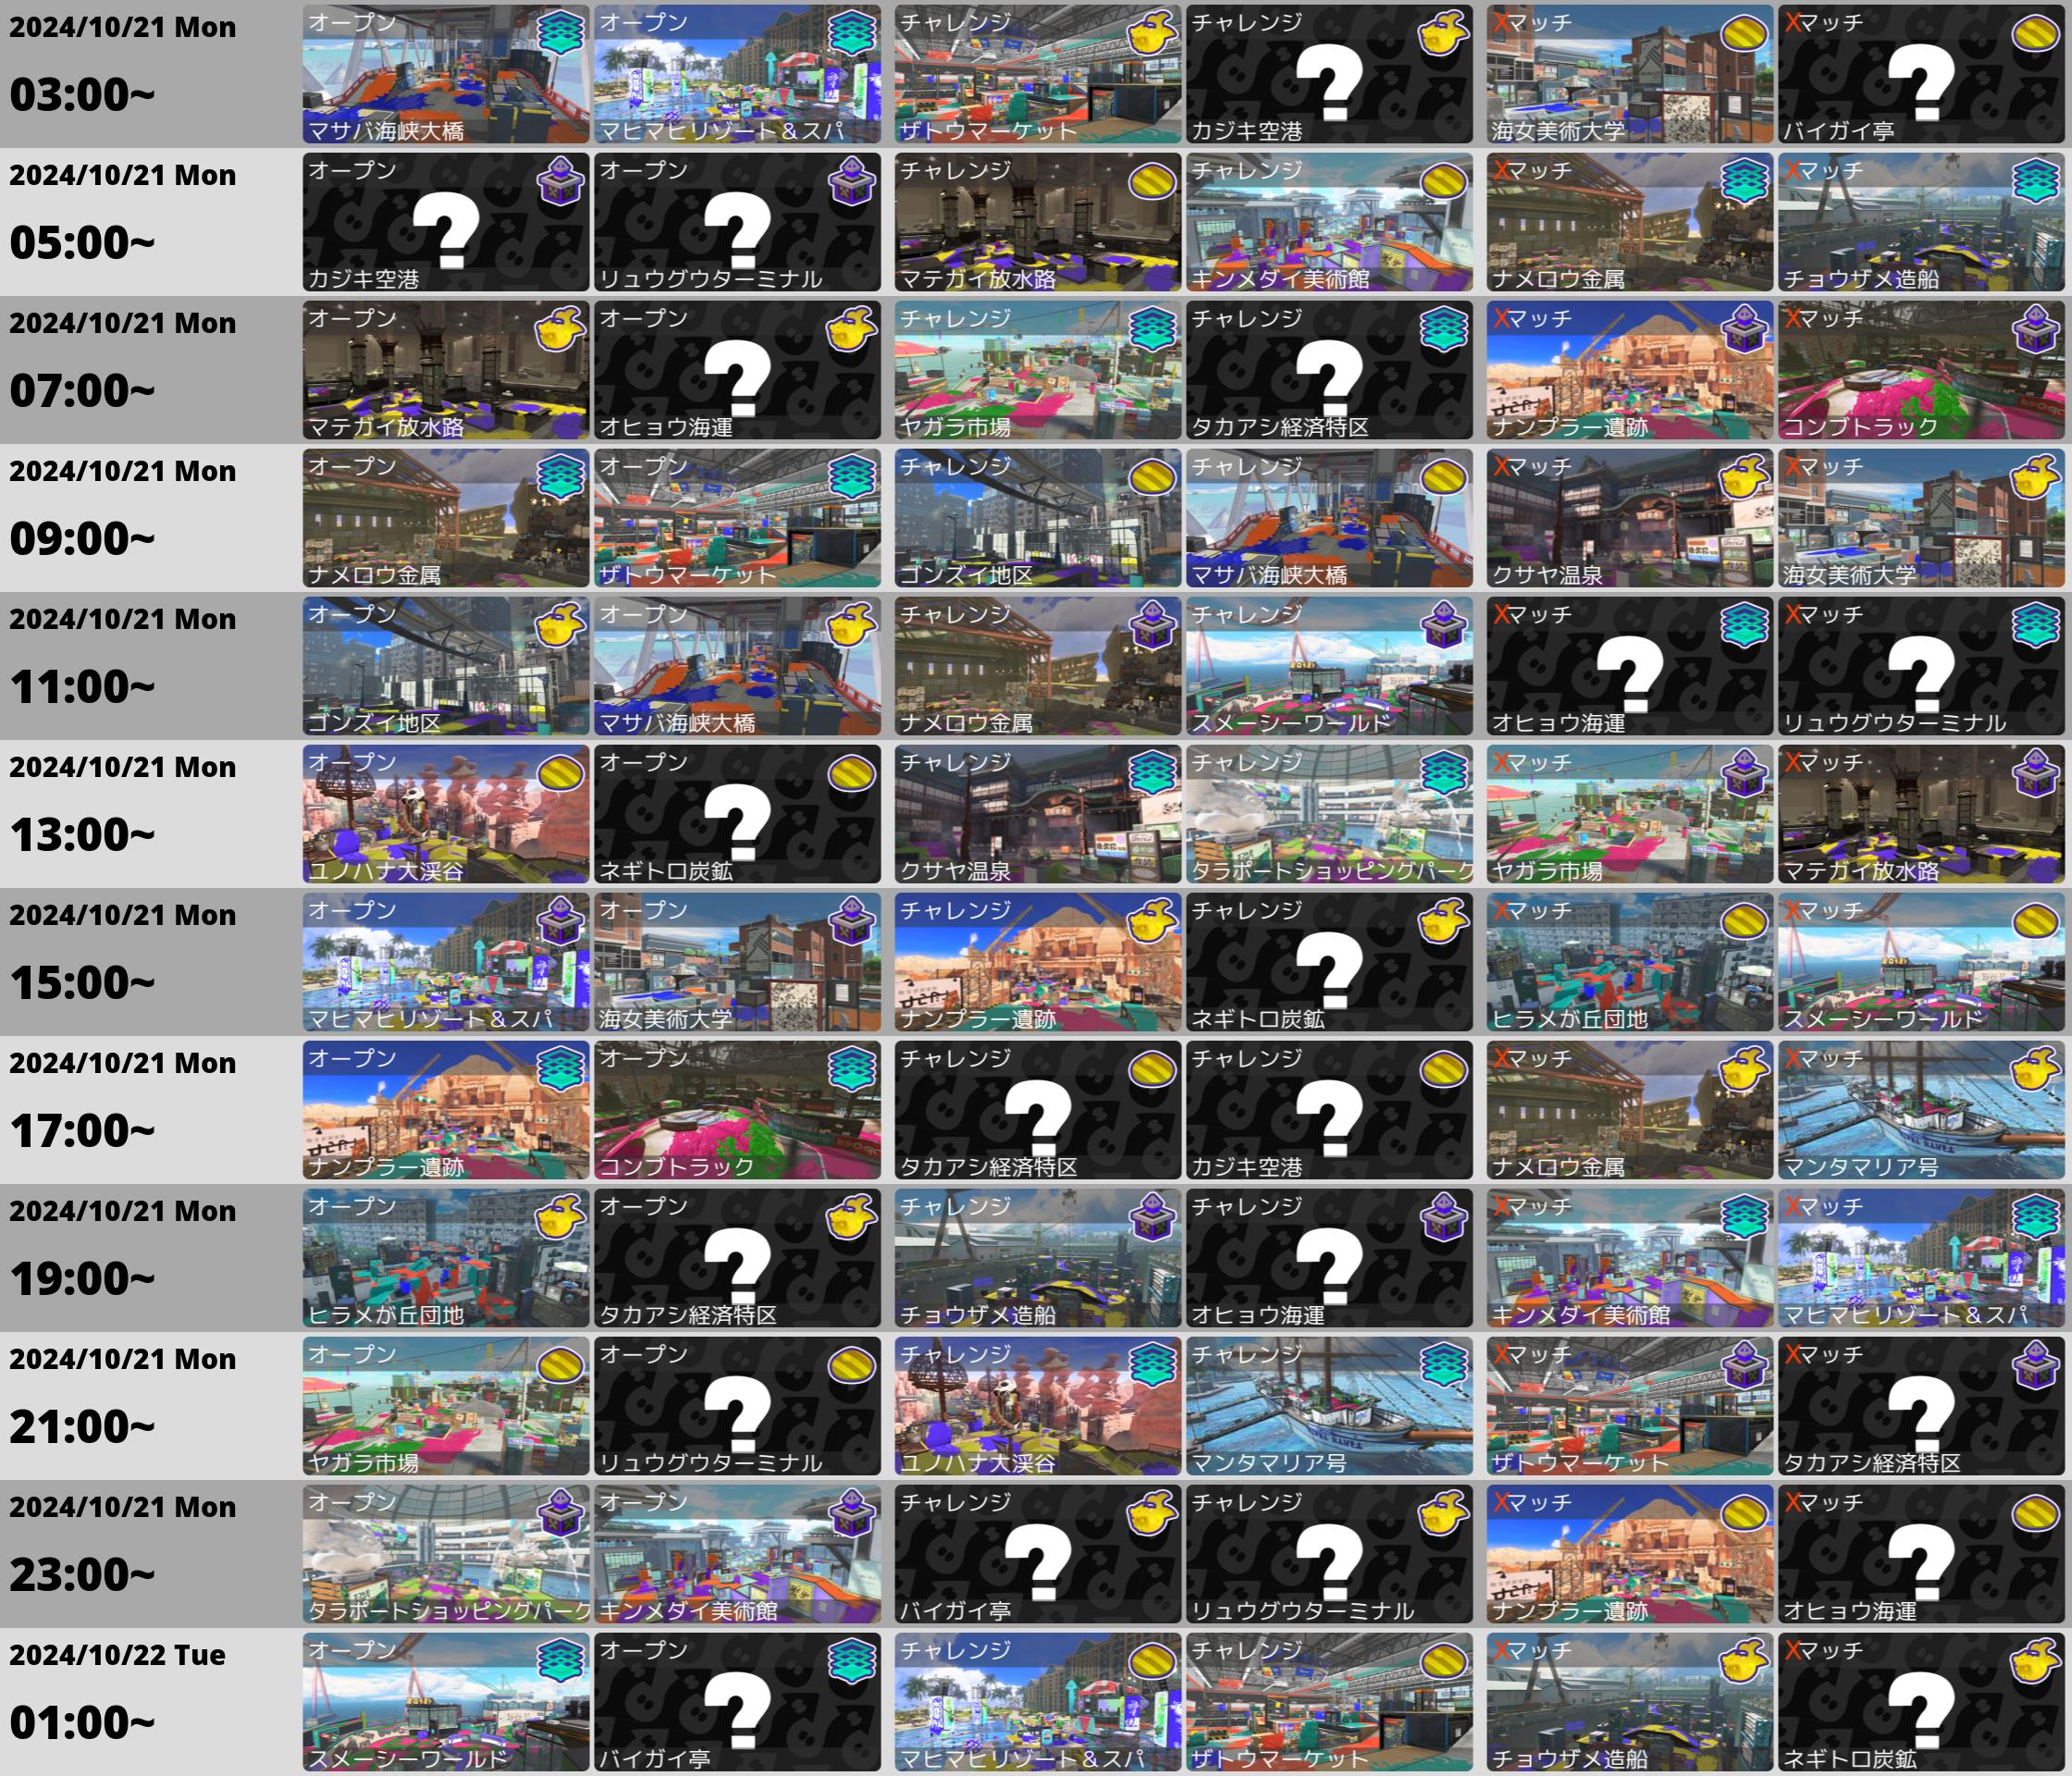 2024/10/21 Mon
03:00~
オープン オープン チャレンジ チャレンジ Xマッチ Xマッチ
マサバ海峡大橋 マヒマヒリゾート＆スパ ザトウマーケット カジキ空港 海女美術大学 バイガイ亭
2024/10/21 Mon
05:00~
オープン オープン チャレンジ チャレンジ Xマッチ Xマッチ
カジキ空港 リュウグウターミナル マテガイ放水路 キンメダイ美術館 ナメロウ金属 チョウザメ造船
2024/10/21 Mon
07:00~
オープン オープン チャレンジ チャレンジ Xマッチ Xマッチ
マテガイ放水路 オヒョウ海運 ヤガラ市場 タカアシ経済特区 ナンプラー遺跡 コンブトラック
2024/10/21 Mon
09:00~
オープン オープン チャレンジ チャレンジ Xマッチ Xマッチ
ナメロウ金属 ザトウマーケット ゴンズイ地区 マサバ海峡大橋 クサヤ温泉 海女美術大学
2024/10/21 Mon
11:00~
オープン オープン チャレンジ チャレンジ Xマッチ Xマッチ
ゴンズイ地区 マサバ海峡大橋 ナメロウ金属 スメーシーワールド オヒョウ海運 リュウグウターミナル
2024/10/21 Mon
13:00~
オープン オープン チャレンジ チャレンジ Xマッチ Xマッチ
ユノハナ大渓谷 ネギトロ炭鉱 クサヤ温泉 タラポートショッピングパーク ヤガラ市場 マテガイ放水路
2024/10/21 Mon
15:00~
オープン オープン チャレンジ チャレンジ Xマッチ Xマッチ
マヒマヒリゾート＆スパ 海女美術大学 ナンプラー遺跡 ネギトロ炭鉱 ヒラメが丘団地 スメーシーワールド
2024/10/21 Mon
17:00~
オープン オープン チャレンジ チャレンジ Xマッチ Xマッチ
ナンプラー遺跡 コンブトラック タカアシ経済特区 カジキ空港 ナメロウ金属 マンタマリア号
2024/10/21 Mon
19:00~
オープン オープン チャレンジ チャレンジ Xマッチ Xマッチ
ヒラメが丘団地 タカアシ経済特区 チョウザメ造船 オヒョウ海運 キンメダイ美術館 マヒマヒリゾート＆スパ
2024/10/21 Mon
21:00~
オープン オープン チャレンジ チャレンジ Xマッチ Xマッチ
ヤガラ市場 リュウグウターミナル ユノハナ大渓谷 マンタマリア号 ザトウマーケット タカアシ経済特区
2024/10/21 Mon
23:00~
オープン オープン チャレンジ チャレンジ Xマッチ Xマッチ
タラポートショッピングパーク キンメダイ美術館 バイガイ亭 リュウグウターミナル ナンプラー遺跡 オヒョウ海運
2024/10/22 Tue
01:00~
オープン オープン チャレンジ チャレンジ Xマッチ Xマッチ
スメーシーワールド バイガイ亭 マヒマヒリゾート＆スパ ザトウマーケット チョウザメ造船 ネギトロ炭鉱